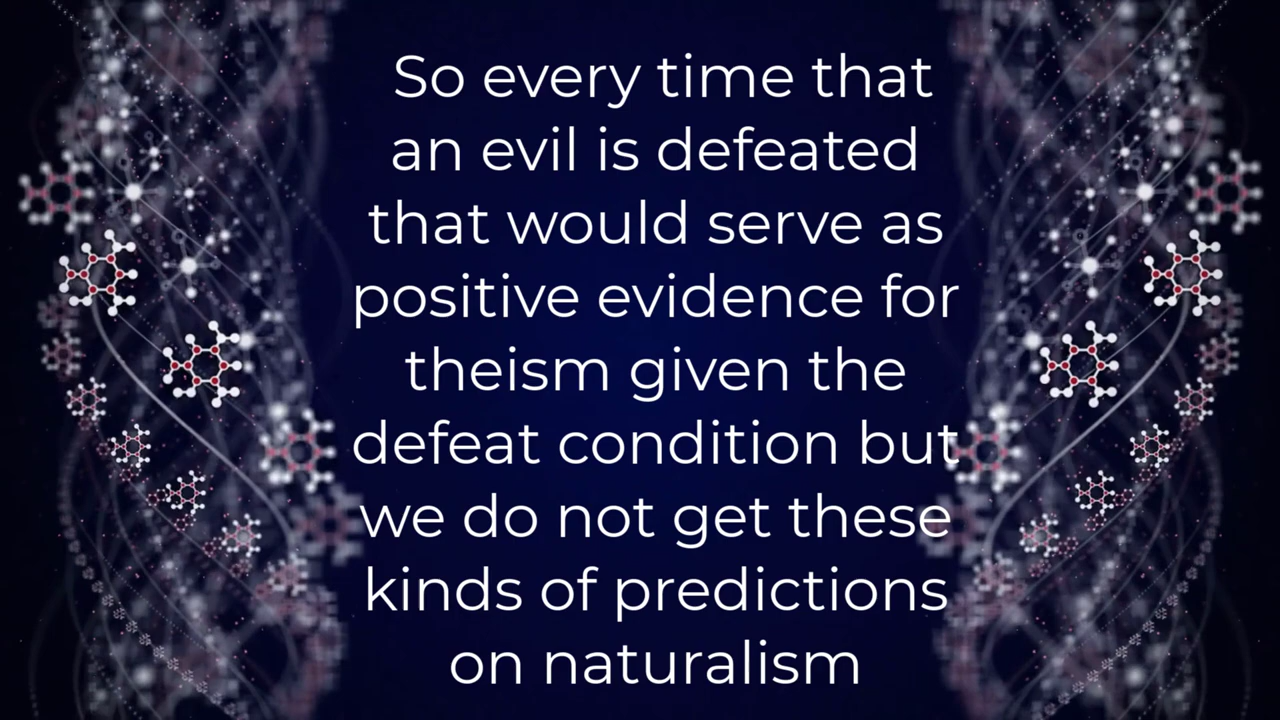 So every time that
an evil is defeated
that would serve as
positive evidence for
theism given the
defeat condition but
we do not get these
kinds of predictions
on naturalism